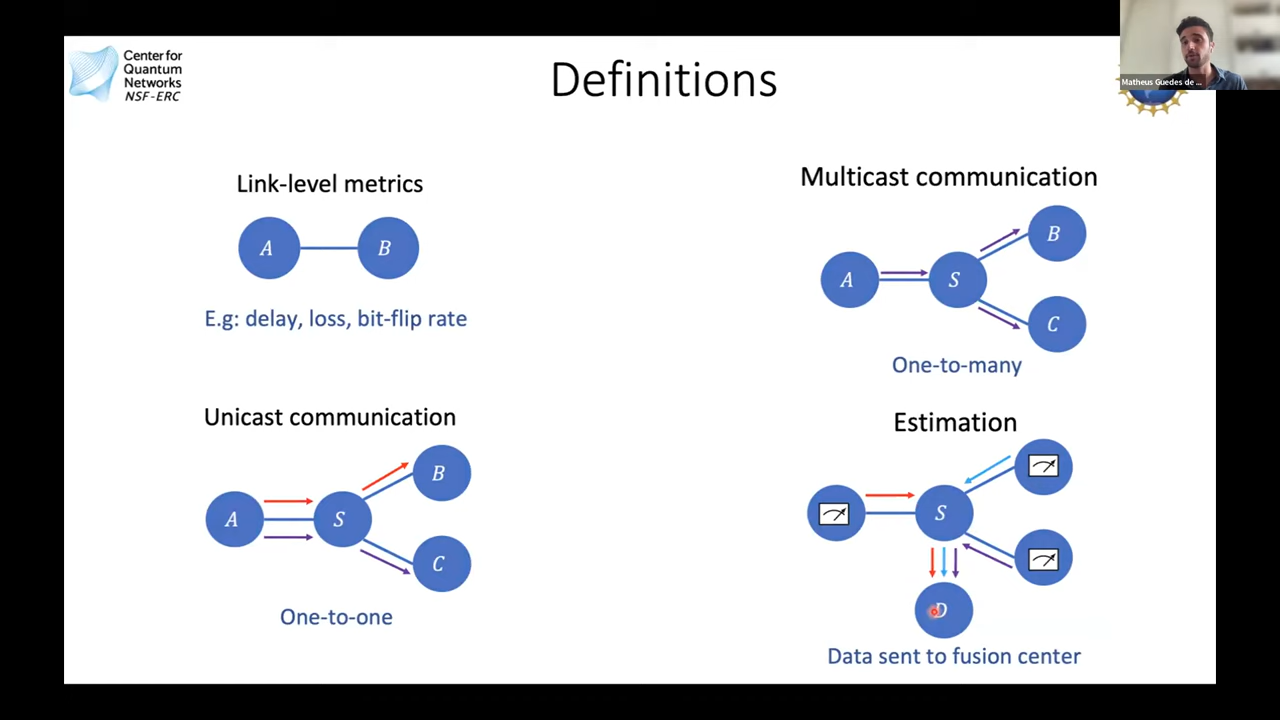 Center for
Quantum
Networks
NSF-ERC
Definitions
Matheus Guedes de ...
Link-level metrics
A
B
E.g: delay, loss, bit-flip rate
Multicast communication
A
S
B
C
One-to-many
Unicast communication
A
S
B
C
One-to-one
Estimation
S
D
Data sent to fusion center